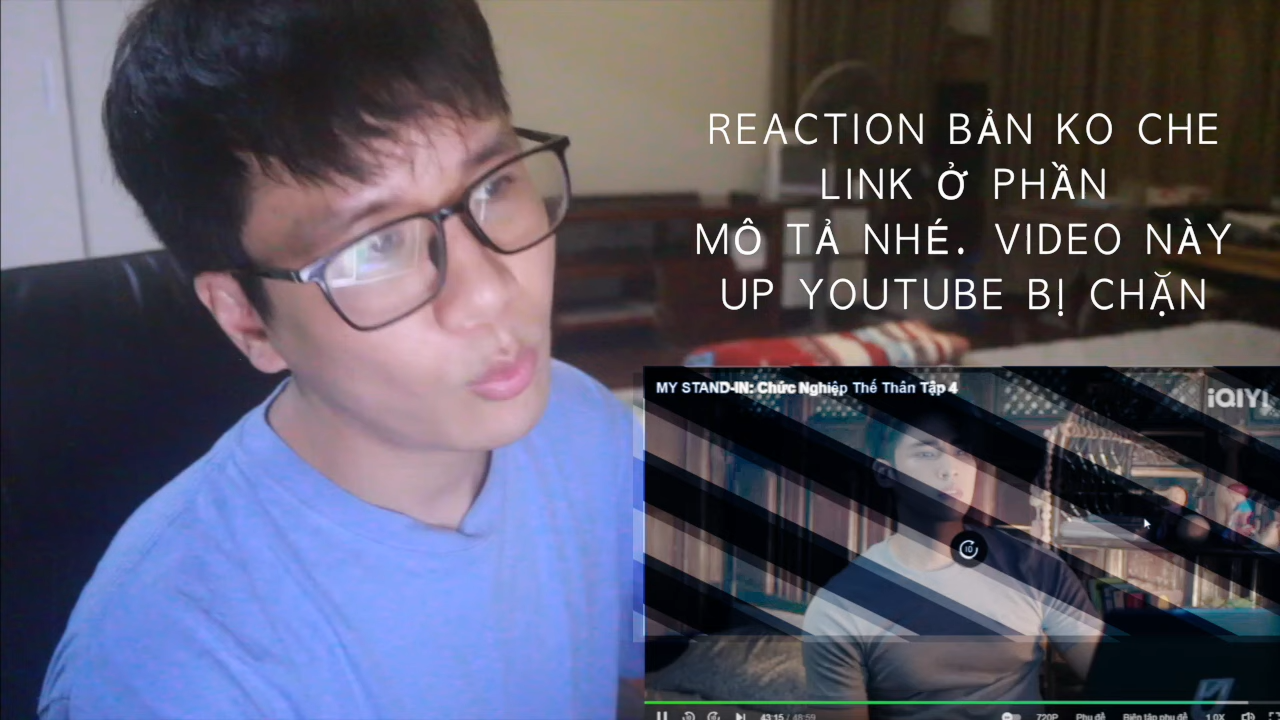 REACTION BẢN KO CHE
LINK Ở PHẦN
MÔ TẢ NHÉ. VIDEO NÀY
UP YOUTUBE BỊ CHẶN
MY STAND-IN: Chức Nghiệp Thế Thân Tập 4
iQIYI
10
43:15 / 48:59
720P Phụ đề Biên tập phụ đề 1.0X